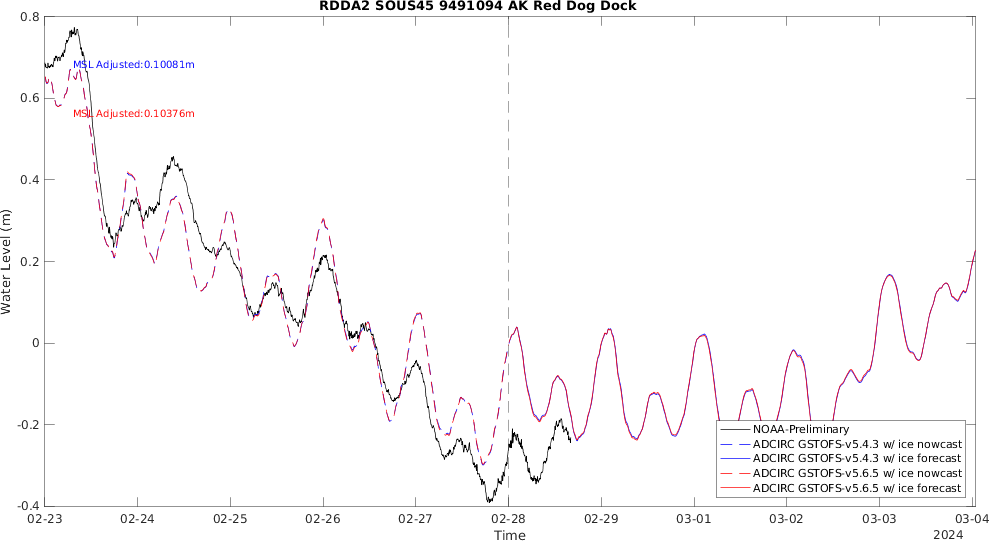 RDDA2 SOUS45 9491094 AK Red Dog Dock
0.8
0.6
0.4
0.2
0
-0.2
-0.4
Water Level (m)
MSL Adjusted:0.10081m
MSL Adjusted:0.10376m
NOAA-Preliminary
ADCIRC GSTOFS-v5.4.3 w/ ice nowcast
ADCIRC GSTOFS-v5.4.3 w/ ice forecast
ADCIRC GSTOFS-v5.6.5 w/ ice nowcast
ADCIRC GSTOFS-v5.6.5 w/ ice forecast
02-23 02-24 02-25 02-26 02-27 02-28 02-29 03-01 03-02 03-03 03-04
Time
2024